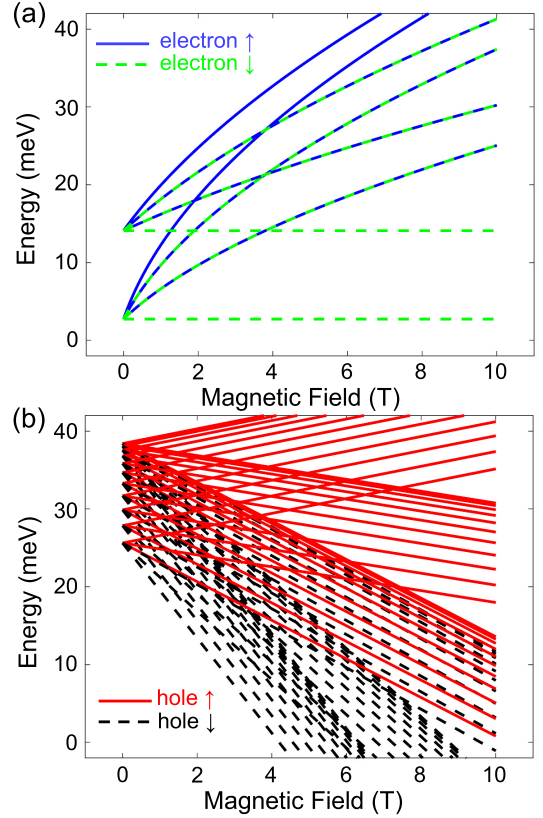 (a)
40
electron ↑
electron ↓
30
20
10
0
Energy (meV)
0 2 4 6 8 10
Magnetic Field (T)
(b)
40
30
20
10
0
Energy (meV)
hole ↑
hole ↓
0 2 4 6 8 10
Magnetic Field (T)